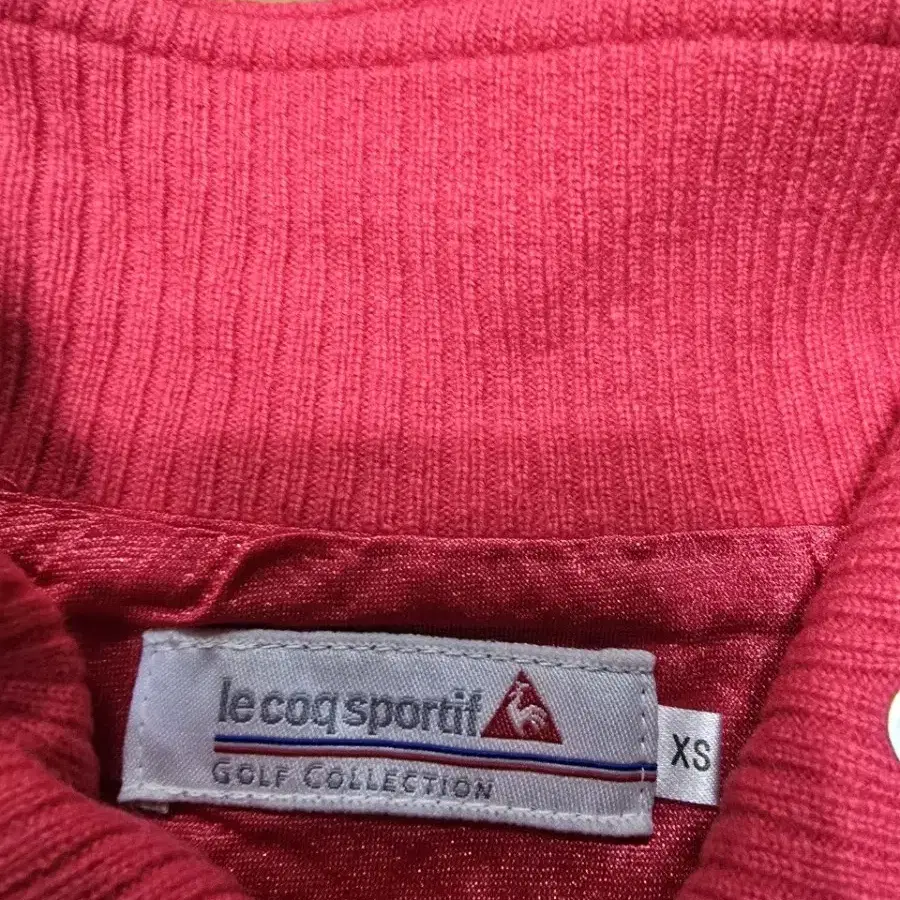 le coq sportif
GOLF COLLECTION
XS